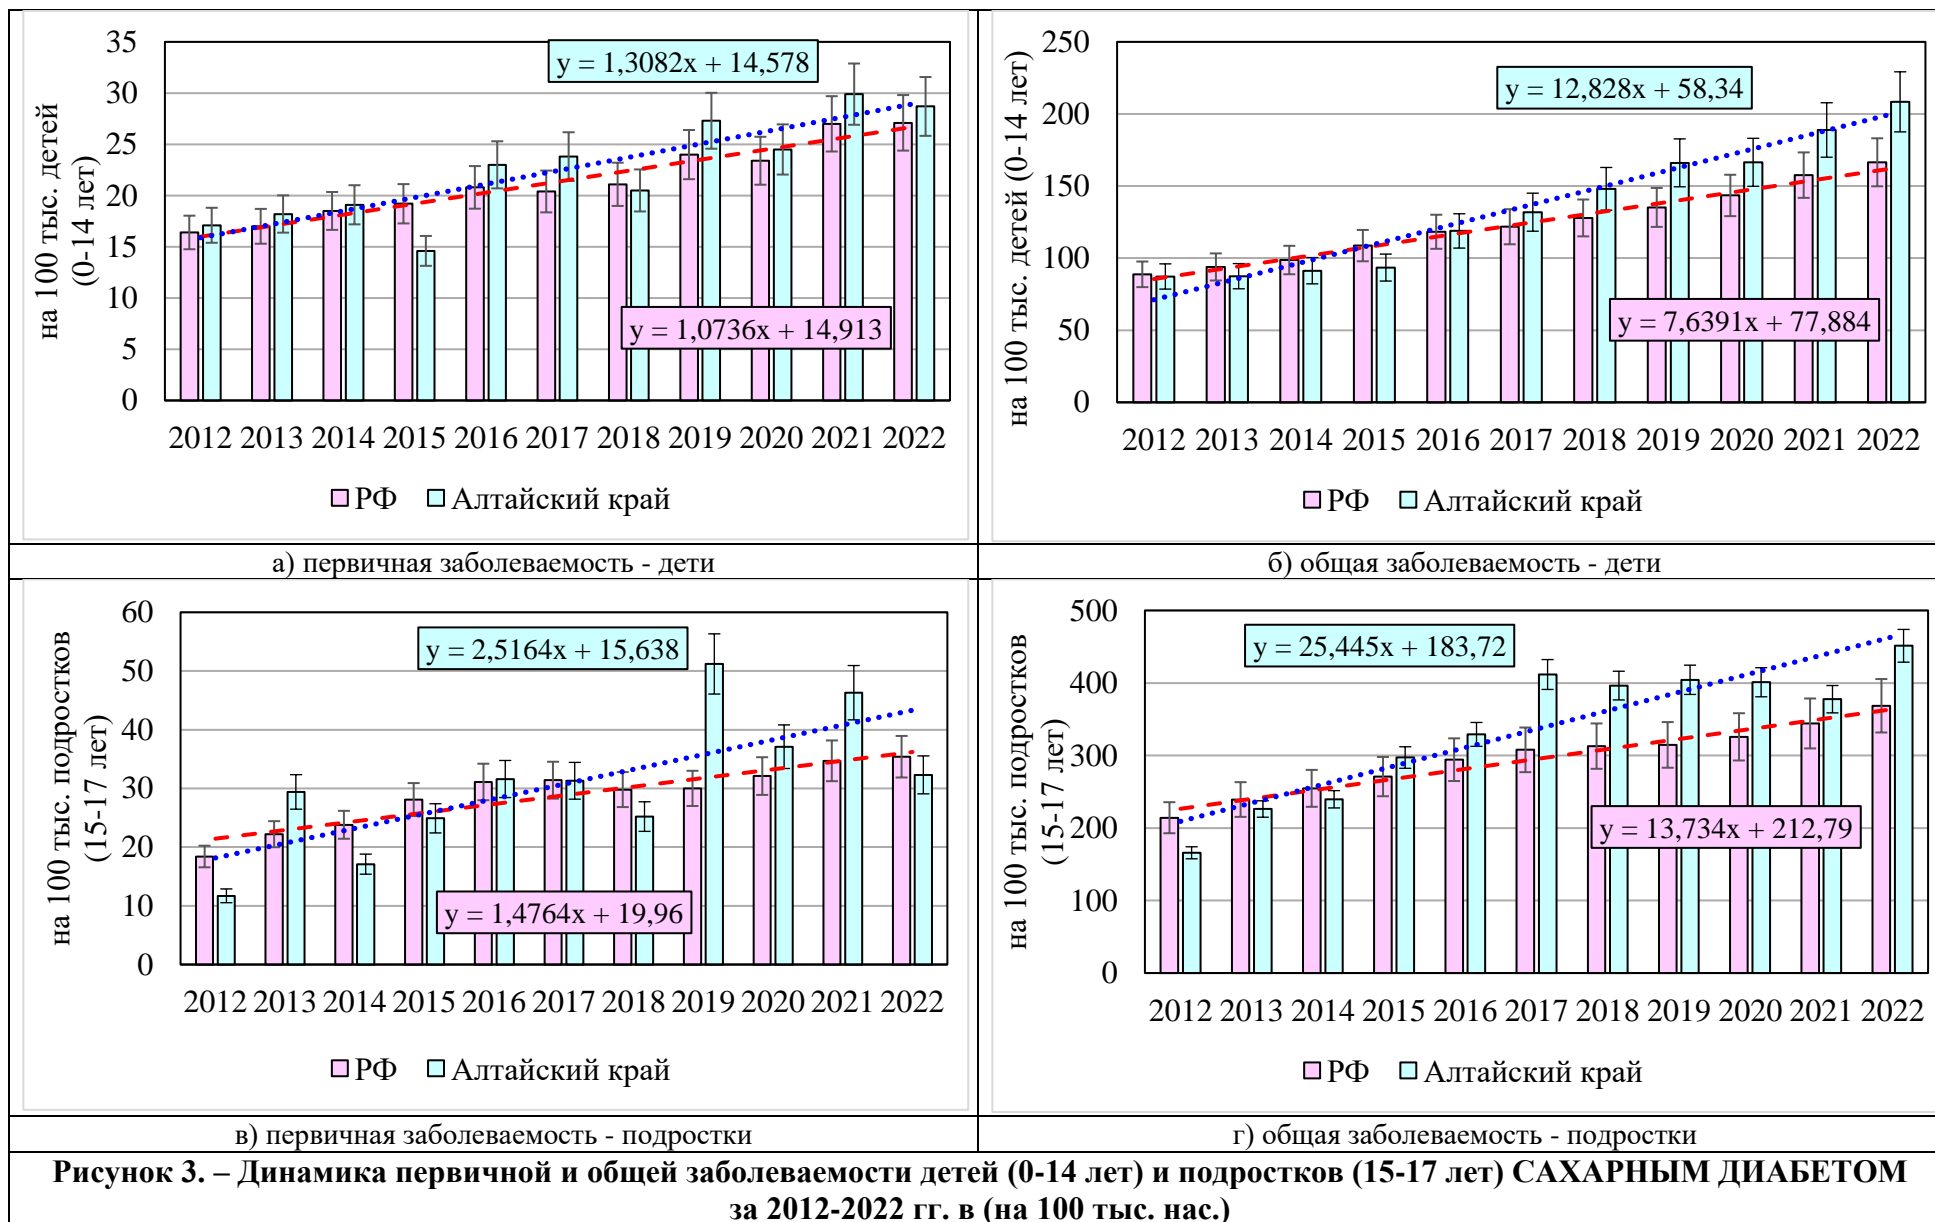 35
30
25
20
15
10
5
0
на 100 тыс. детей
(0-14 лет)
y = 1,3082x + 14,578
y = 1,0736x + 14,913
2012 2013 2014 2015 2016 2017 2018 2019 2020 2021 2022
РФ Алтайский край
а) первичная заболеваемость - дети
250
200
150
100
50
0
на 100 тыс. детей (0-14 лет)
y = 12,828x + 58,34
y = 7,6391x + 77,884
2012 2013 2014 2015 2016 2017 2018 2019 2020 2021 2022
РФ Алтайский край
б) общая заболеваемость - дети
60
50
40
30
20
10
0
на 100 тыс. подростков
(15-17 лет)
y = 2,5164x + 15,638
y = 1,4764x + 19,96
2012 2013 2014 2015 2016 2017 2018 2019 2020 2021 2022
РФ Алтайский край
в) первичная заболеваемость - подростки
500
400
300
200
100
0
на 100 тыс. подростков
(15-17 лет)
y = 25,445x + 183,72
y = 13,734x + 212,79
2012 2013 2014 2015 2016 2017 2018 2019 2020 2021 2022
РФ Алтайский край
г) общая заболеваемость - подростки
Рисунок 3. – Динамика первичной и общей заболеваемости детей (0-14 лет) и подростков (15-17 лет) САХАРНЫМ ДИАБЕТОМ
за 2012-2022 гг. в (на 100 тыс. нас.)